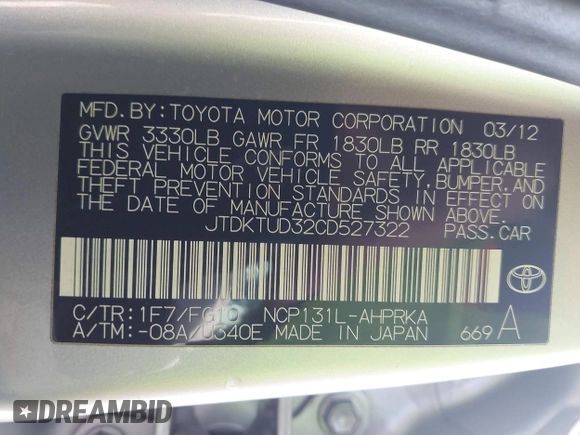 MFD.BY:TOYOTA MOTOR CORPORATION 03/12
GVWR 3330LB GAWR FR 1830LB RR 1830LB
THIS VEHICLE CONFORMS TO ALL APPLICABLE
FEDERAL MOTOR VEHICLE SAFETY,BUMPER,AND
THEFT PREVENTION STANDARDS IN EFFECT ON
THE DATE OF MANUFACTURE SHOWN ABOVE.
JTDKTUD32CD527322 PASS.CAR
C/TR:1F7/FG10 NCP131L-AHPRKA
A/TM:-08A/U340E MADE IN JAPAN 669 A
TOYOTA
DREAMBID